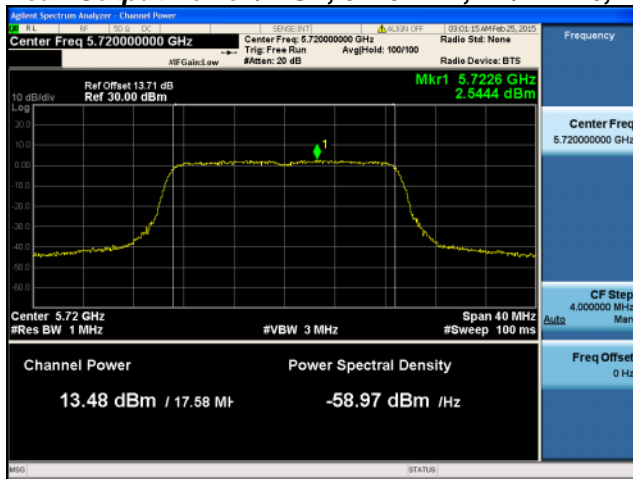 Agilent Spectrum Analyzer - Channel Power
RL RF 50 Ω DC SENSE:INT ALIGN OFF 03:01:15 AM Feb 25, 2015
Center Freq 5.720000000 GHz
Center Freq: 5.720000000 GHz
Radio Std: None
#IFGain:Low
Trig: Free Run Avg|Hold: 100/100
#Atten: 20 dB
Radio Device: BTS
Frequency
Ref Offset 13.71 dB
Ref 30.00 dBm
Mkr1 5.7226 GHz
2.5444 dBm
10 dB/div
Log
20.0
10.0
0.00
-10.0
-20.0
-30.0
-40.0
-50.0
-60.0
1
Center Freq
5.720000000 GHz
Center 5.72 GHz
Span 40 MHz
#Res BW 1 MHz
#VBW 3 MHz
#Sweep 100 ms
CF Step
4.000000 MHz
Auto Man
Channel Power
Power Spectral Density
13.48 dBm / 17.58 MH
-58.97 dBm /Hz
Freq Offset
0 Hz
MSG
STATUS